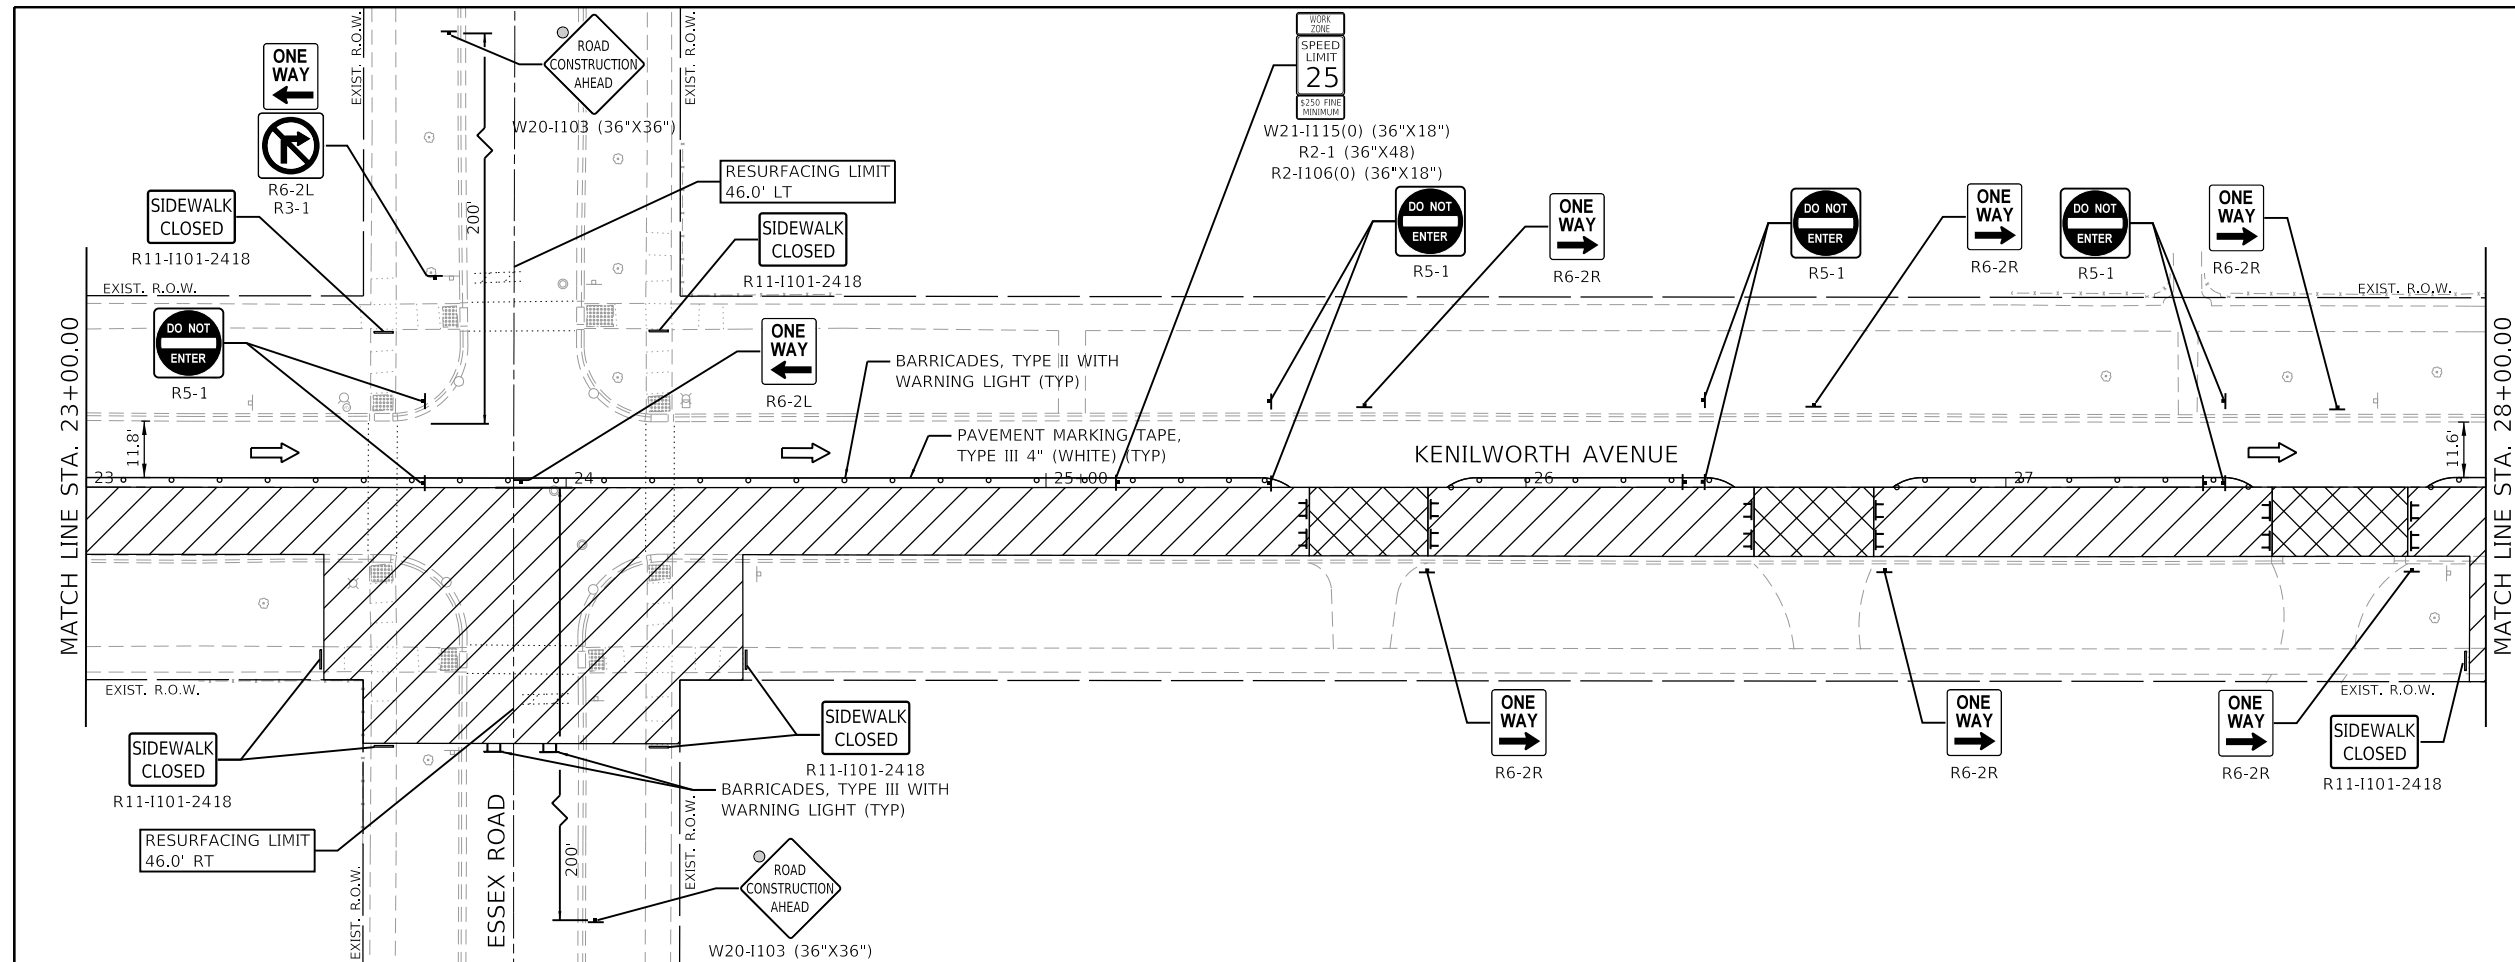 EXIST. R.O.W.
EXIST. R.O.W.
ONE
WAY
R6-2L
R3-1
ROAD
CONSTRUCTION
AHEAD
W20-I103 (36"X36")
200'
RESURFACING LIMIT
46.0' LT
SIDEWALK
CLOSED
R11-I101-2418
SIDEWALK
CLOSED
R11-I101-2418
WORK
ZONE
SPEED
LIMIT
25
$250 FINE
MINIMUM
W21-I115(0) (36"X18")
R2-1 (36"X48)
R2-I106(0) (36"X18")
DO NOT
ENTER
R5-1
ONE
WAY
R6-2R
DO NOT
ENTER
R5-1
ONE
WAY
R6-2R
DO NOT
ENTER
R5-1
ONE
WAY
R6-2R
EXIST. R.O.W.
EXIST. R.O.W.
DO NOT
ENTER
R5-1
ONE
WAY
R6-2L
BARRICADES, TYPE II WITH
WARNING LIGHT (TYP)
PAVEMENT MARKING TAPE,
TYPE III 4" (WHITE) (TYP)
KENILWORTH AVENUE
MATCH LINE STA. 23+00.00
MATCH LINE STA. 28+00.00
11.8'
11.6'
23
24
25+00
26
27
EXIST. R.O.W.
EXIST. R.O.W.
SIDEWALK
CLOSED
R11-I101-2418
SIDEWALK
CLOSED
R11-I101-2418
BARRICADES, TYPE III WITH
WARNING LIGHT (TYP)
ONE
WAY
R6-2R
ONE
WAY
R6-2R
ONE
WAY
R6-2R
SIDEWALK
CLOSED
R11-I101-2418
RESURFACING LIMIT
46.0' RT
ESSEX ROAD
200'
EXIST. R.O.W.
EXIST. R.O.W.
ROAD
CONSTRUCTION
AHEAD
W20-I103 (36"X36")